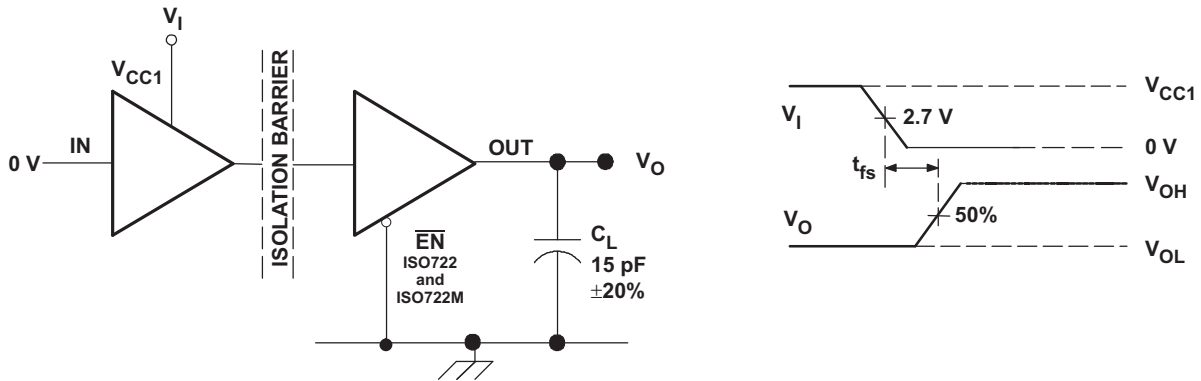 V_I
V_CC1
IN
0 V
ISOLATION BARRIER
OUT
V_O
E̅N̅
ISO722
and
ISO722M
C_L
15 pF
±20%
V_CC1
V_I
2.7 V
0 V
t_fs
V_OH
V_O
50%
V_OL